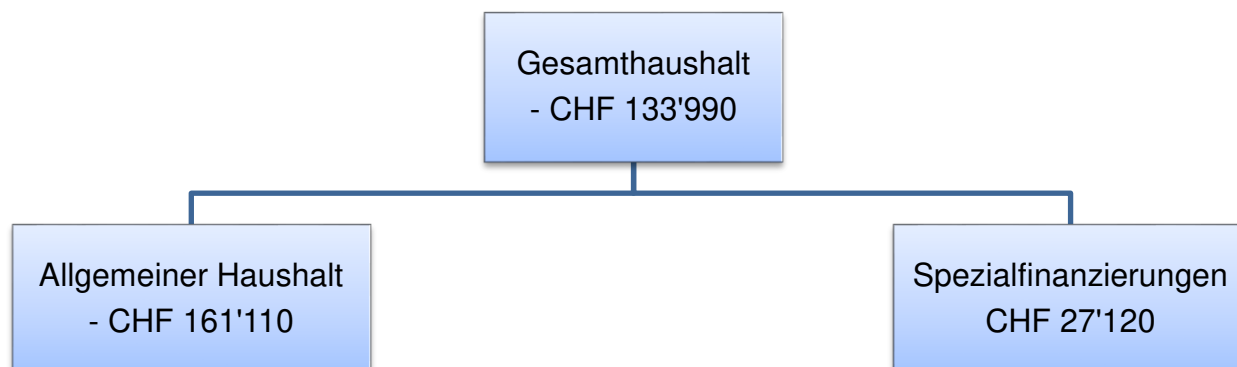 Gesamthaushalt
- CHF 133'990
Allgemeiner Haushalt
- CHF 161'110
Spezialfinanzierungen
CHF 27'120